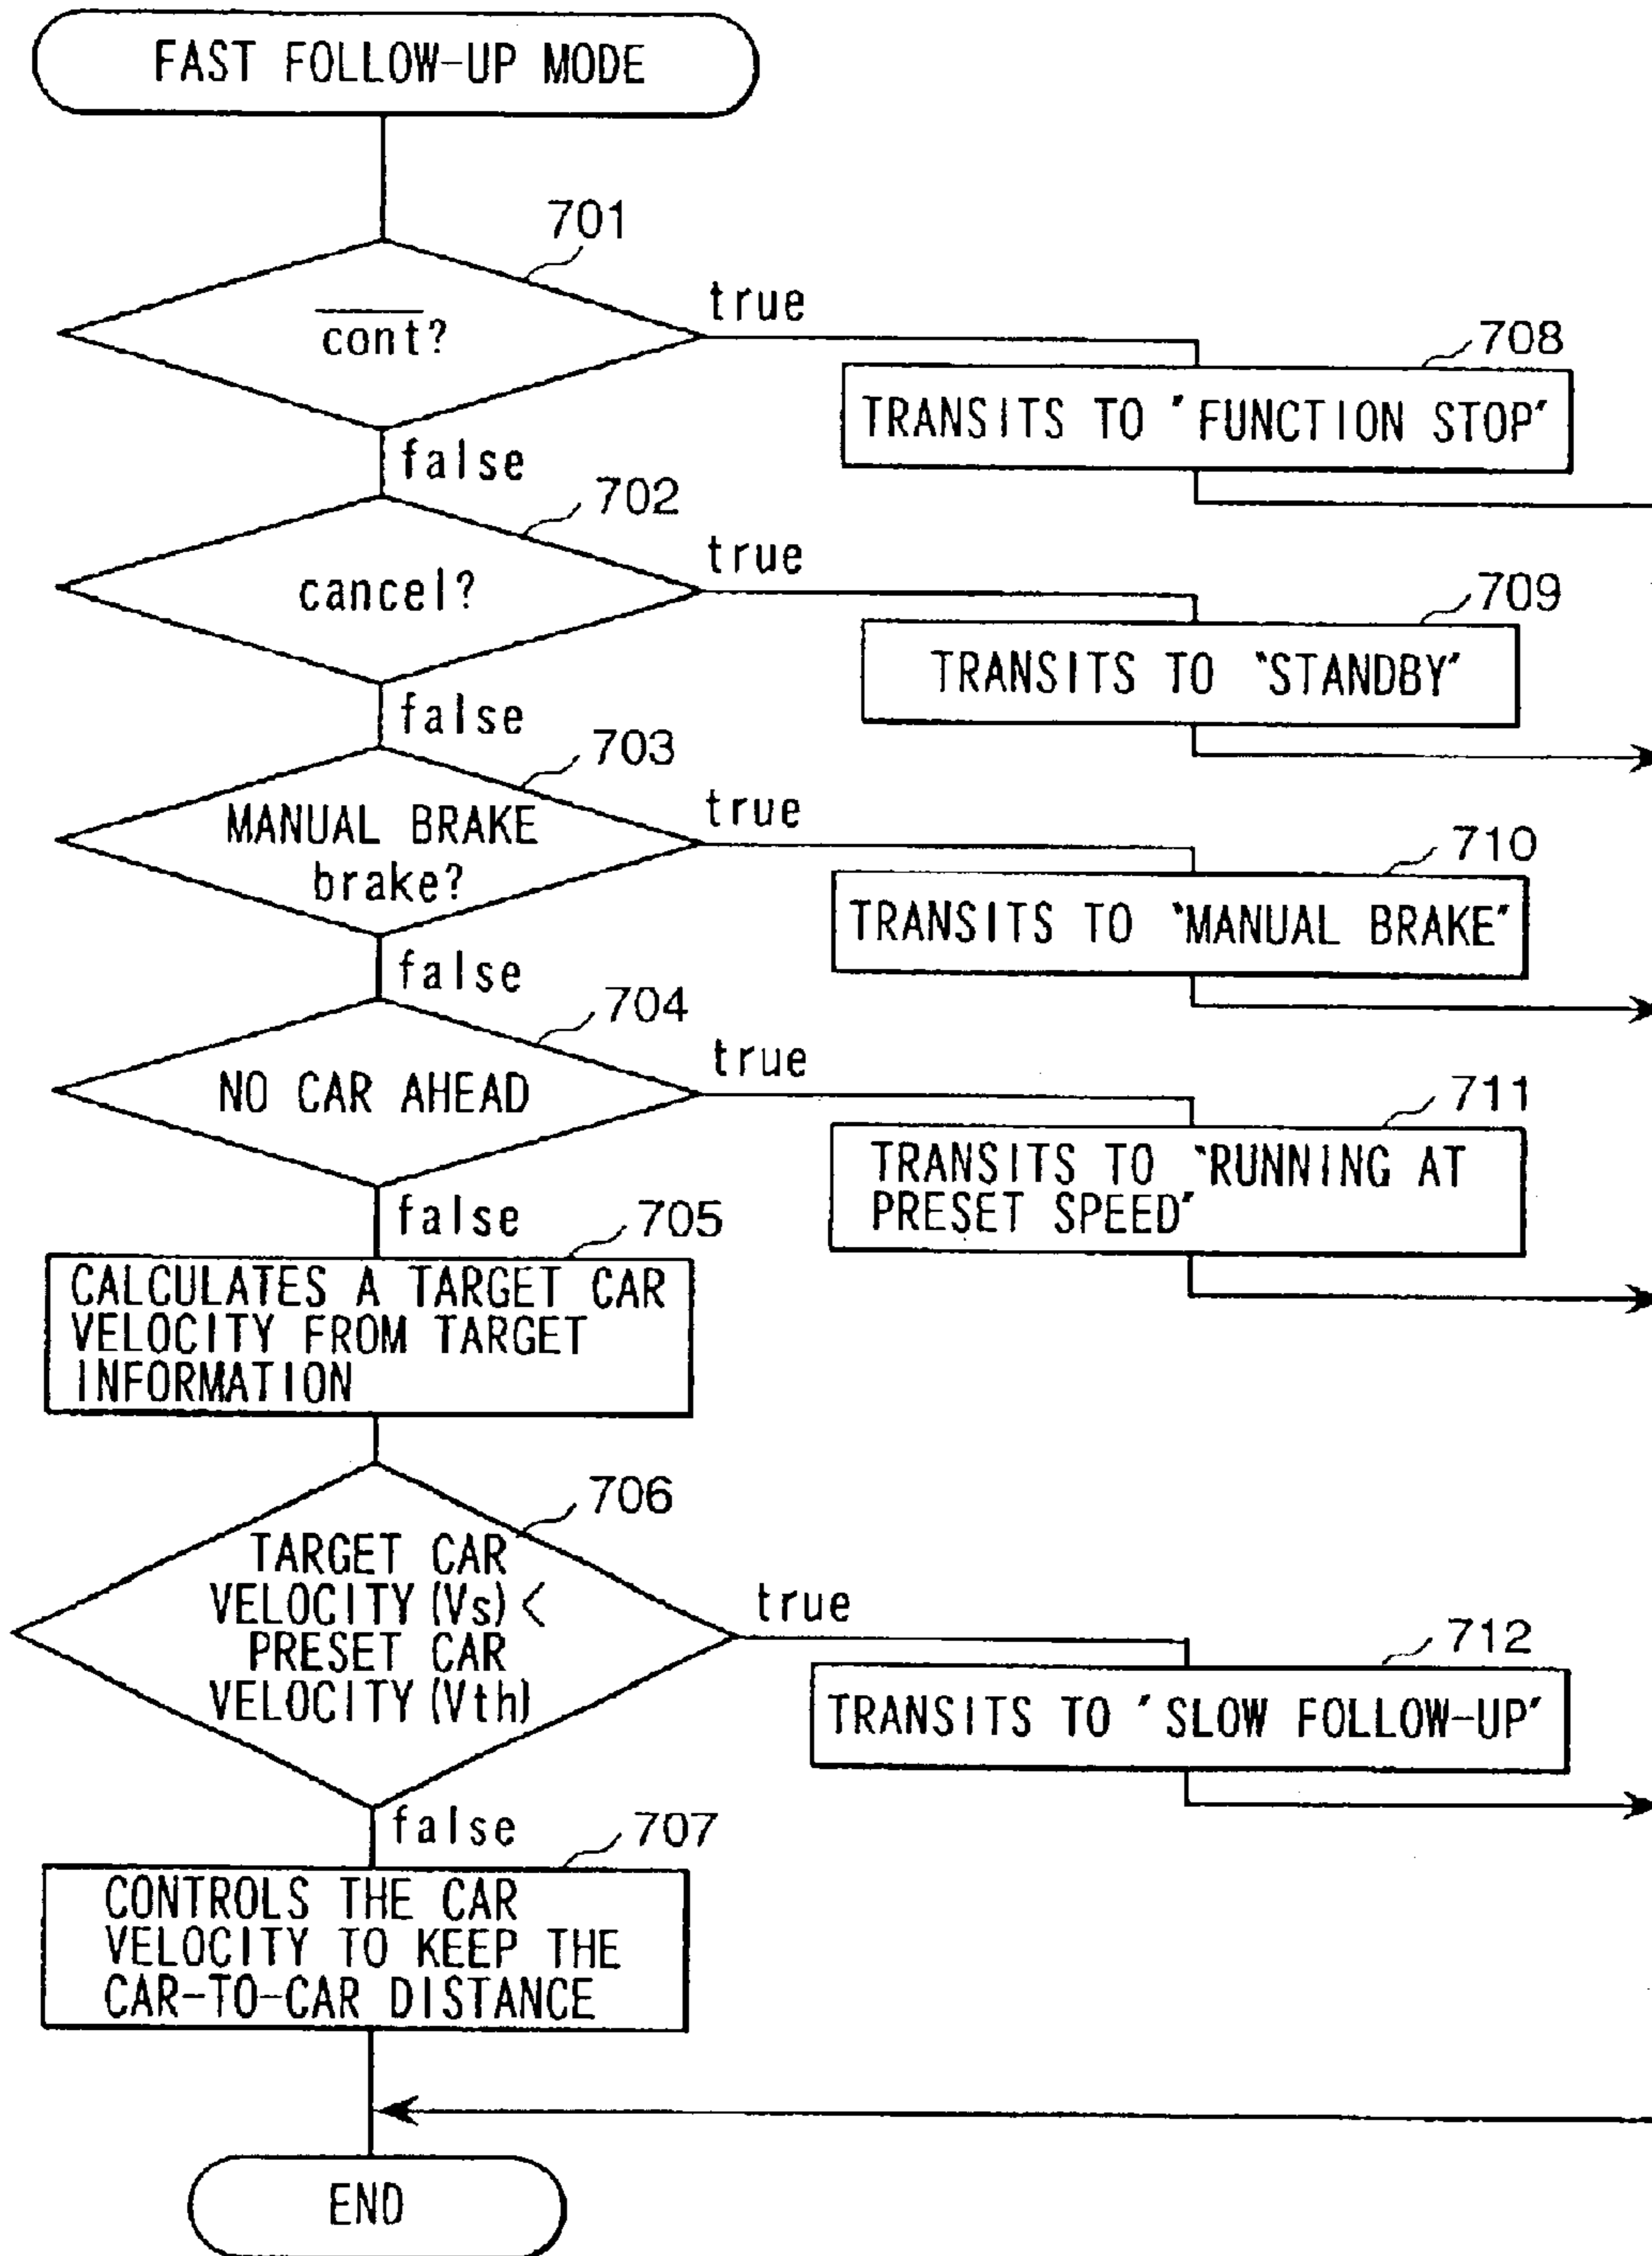 FAST FOLLOW-UP MODE
701
cont?
true
708
TRANSITS TO "FUNCTION STOP"
false
702
cancel?
true
709
TRANSITS TO "STANDBY"
false
703
MANUAL BRAKE
brake?
true
710
TRANSITS TO "MANUAL BRAKE"
false
704
NO CAR AHEAD
true
711
TRANSITS TO "RUNNING AT
PRESET SPEED"
false
705
CALCULATES A TARGET CAR
VELOCITY FROM TARGET
INFORMATION
706
TARGET CAR
VELOCITY(Vs)<
PRESET CAR
VELOCITY(Vth)
true
712
TRANSITS TO "SLOW FOLLOW-UP"
false
707
CONTROLS THE CAR
VELOCITY TO KEEP THE
CAR-TO-CAR DISTANCE
END